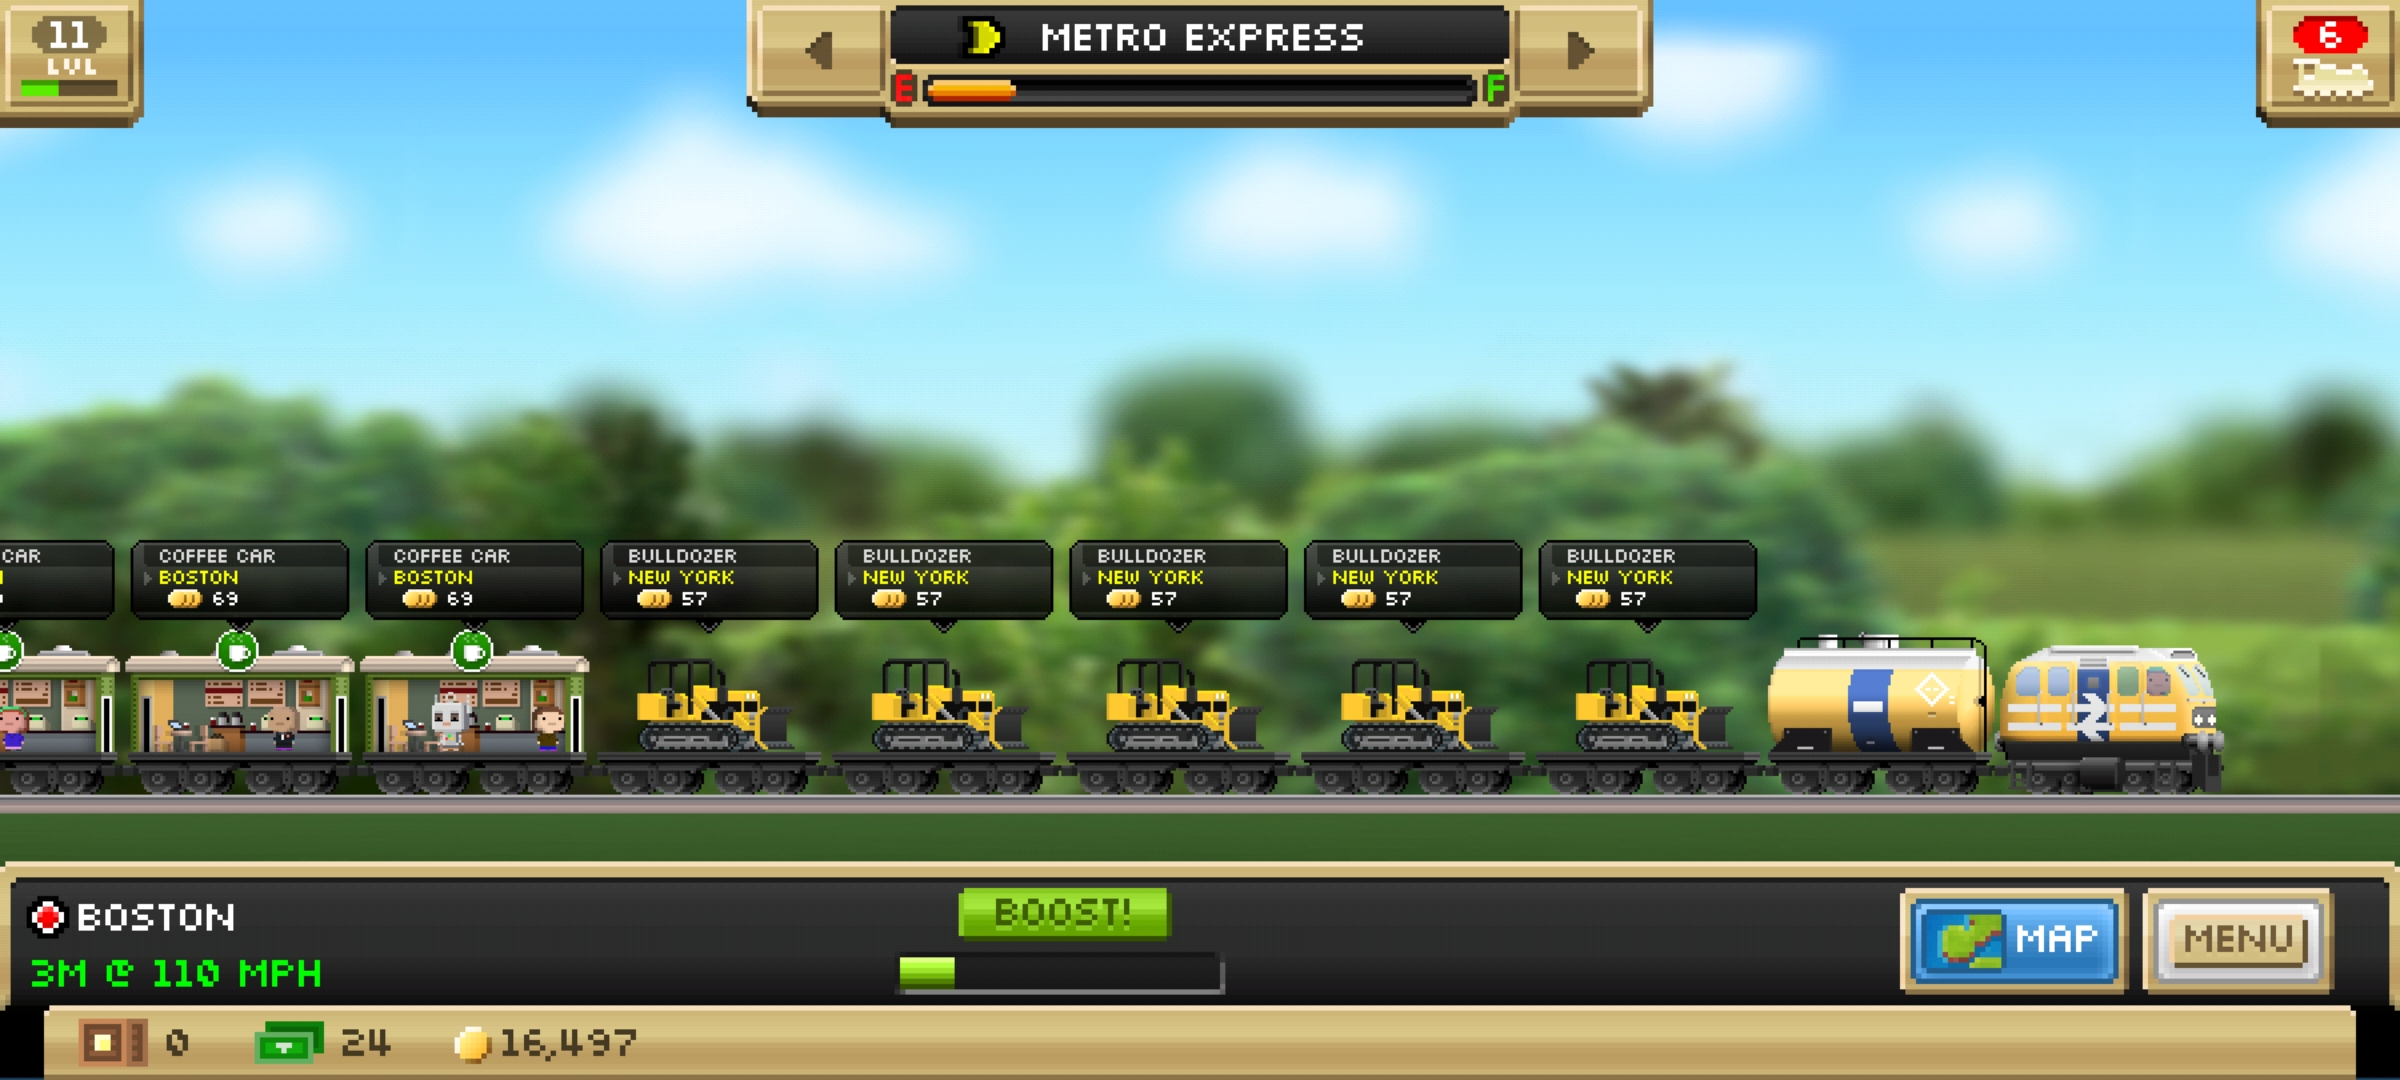 11
LVL
METRO EXPRESS
E F
6
CAR
COFFEE CAR
BOSTON
69
COFFEE CAR
BOSTON
69
BULLDOZER
NEW YORK
57
BULLDOZER
NEW YORK
57
BULLDOZER
NEW YORK
57
BULLDOZER
NEW YORK
57
BULLDOZER
NEW YORK
57
BOSTON
3M @ 110 MPH
BOOST!
MAP
MENU
0 24 16,497